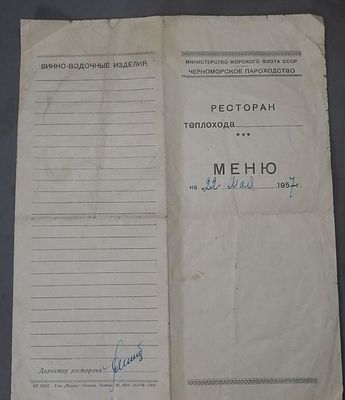 ВИННО-ВОДОЧНЫЕ ИЗДЕЛИЯ:
Директор ресторана
МИНИСТЕРСТВО МОРСКОГО ФЛОТА СССР
ЧЕРНОМОРСКОЕ ПАРОХОДСТВО
РЕСТОРАН
теплохода
***
МЕНЮ
на 22 мая 1957 г.